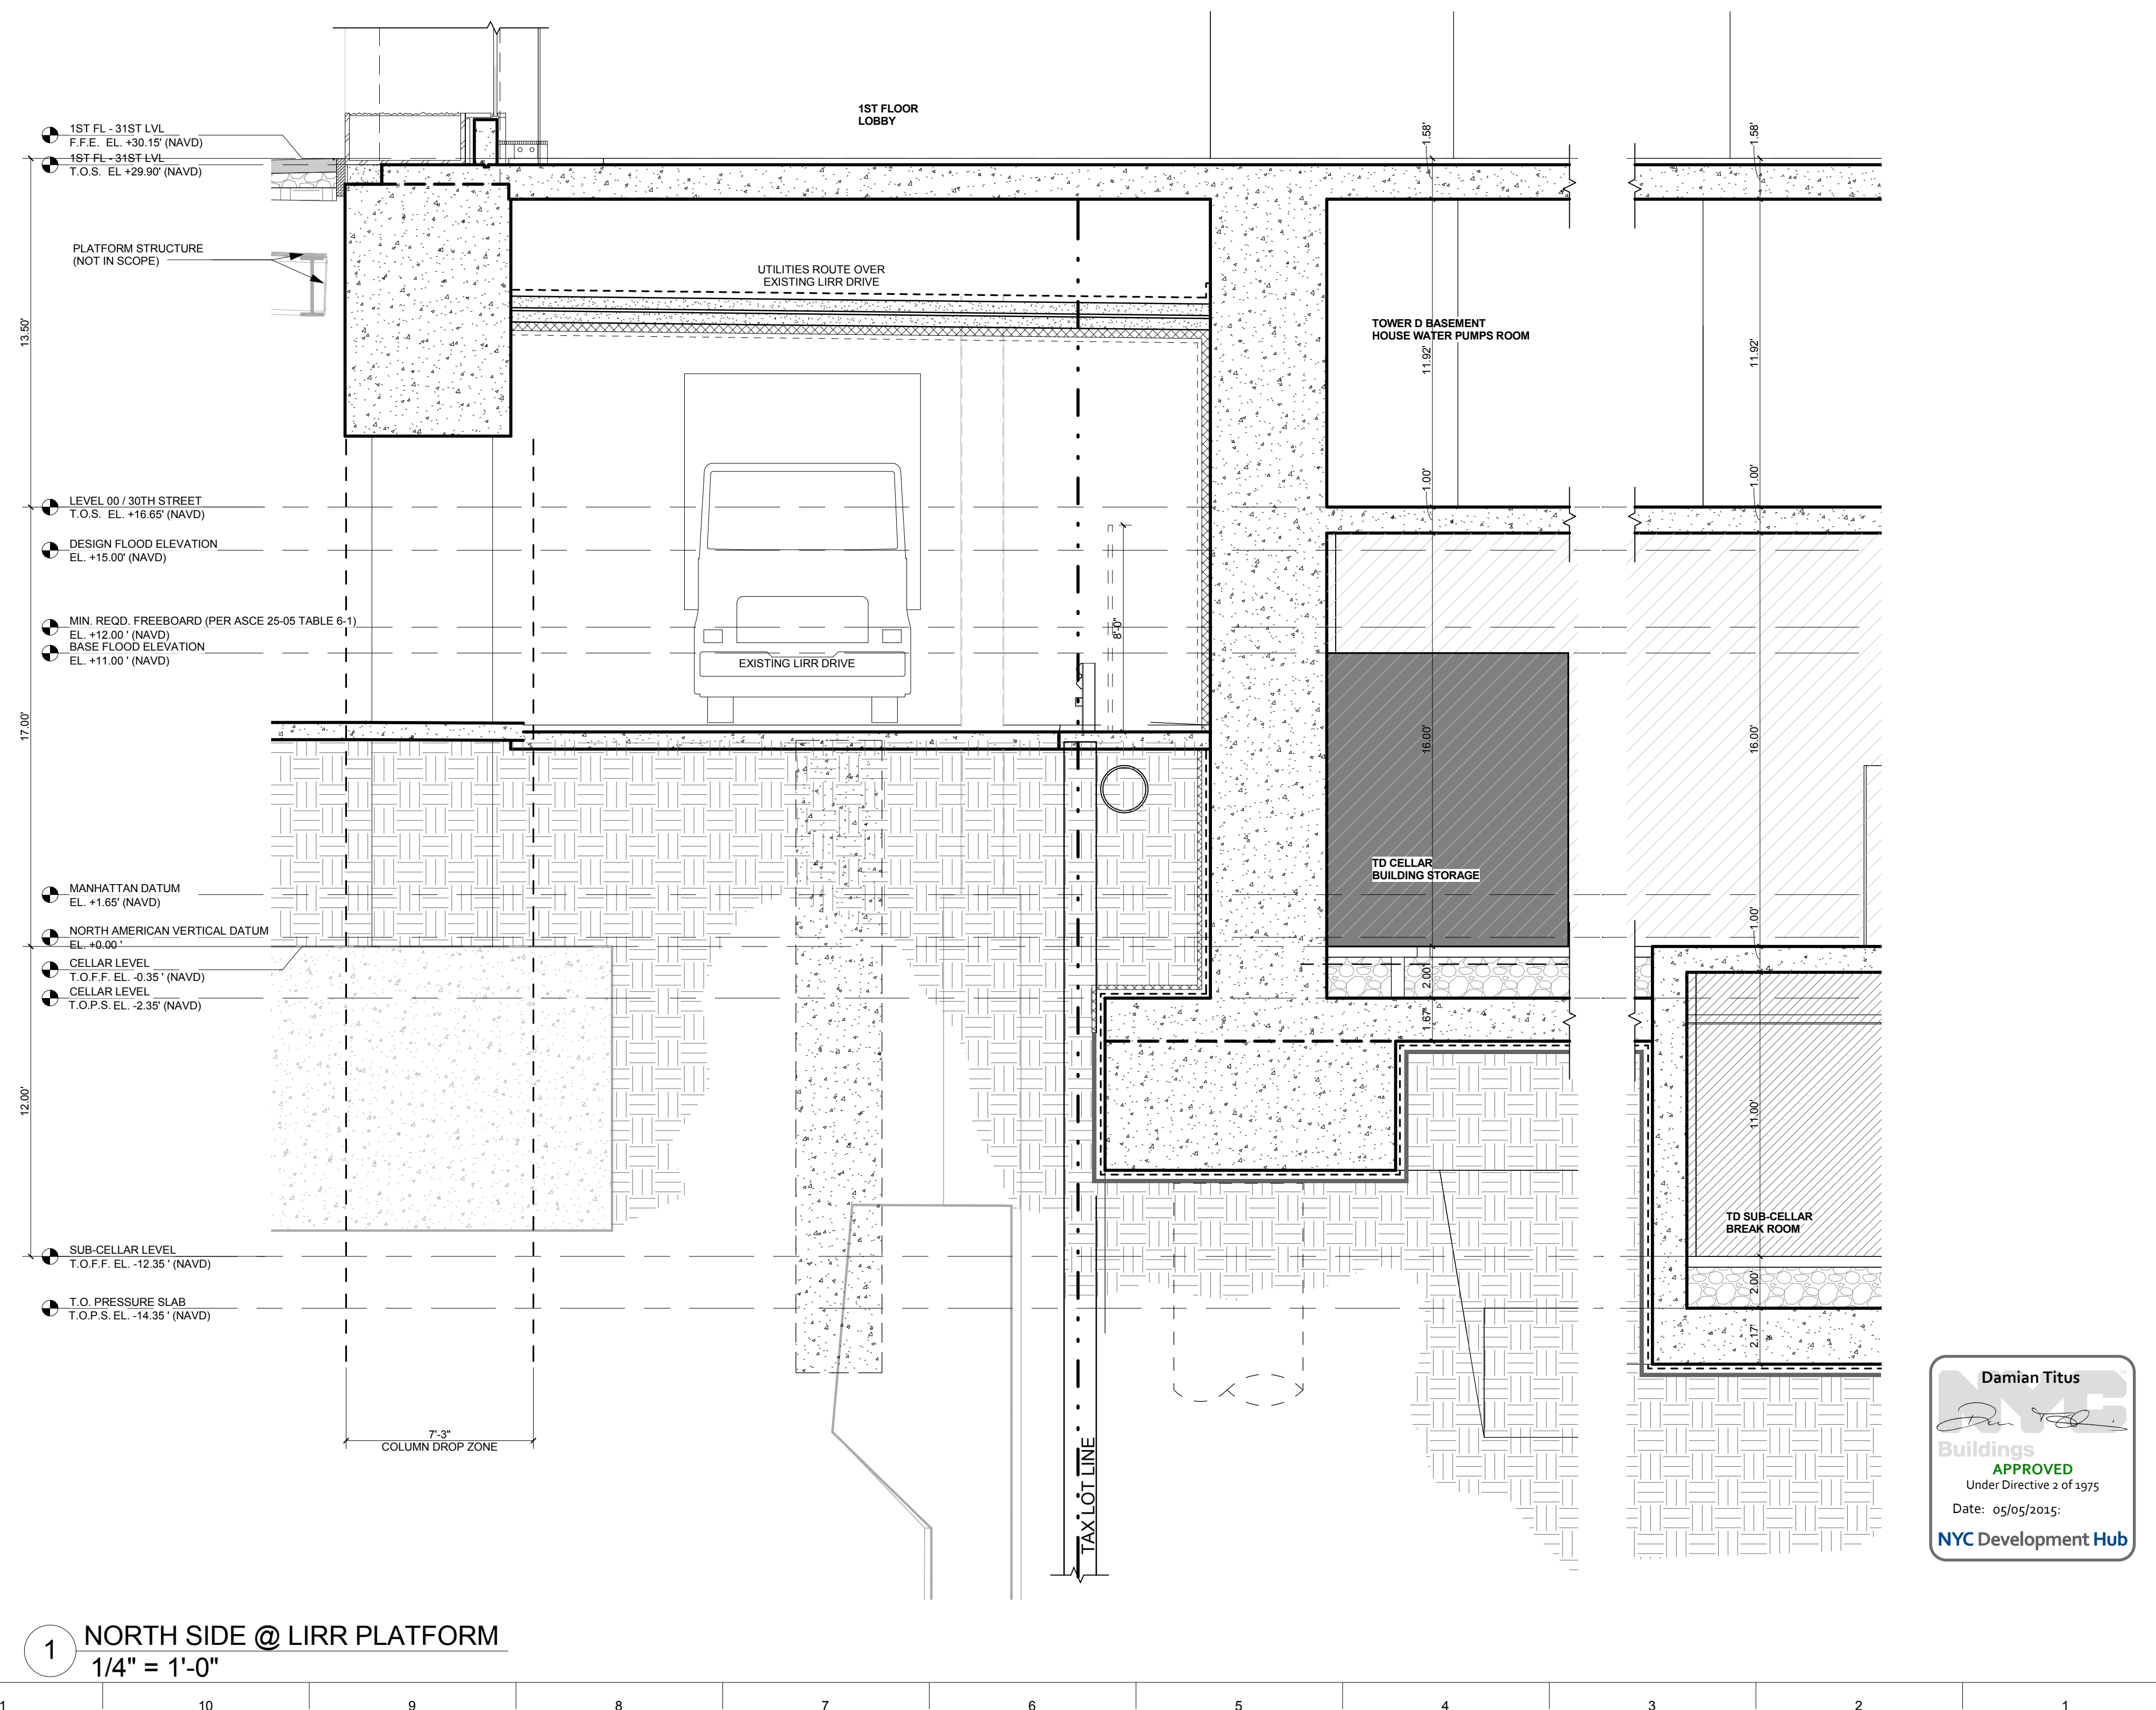 1ST FLOOR
LOBBY
1ST FL - 31ST LVL
F.F.E. EL. +30.15' (NAVD)
1ST FL - 31ST LVL
T.O.S. EL +29.90' (NAVD)
1.58'
1.58'
PLATFORM STRUCTURE
(NOT IN SCOPE)
UTILITIES ROUTE OVER
EXISTING LIRR DRIVE
13.50'
TOWER D BASEMENT
HOUSE WATER PUMPS ROOM
11.92'
11.92'
1.00'
1.00'
LEVEL 00 / 30TH STREET
T.O.S. EL. +16.65' (NAVD)
DESIGN FLOOD ELEVATION
EL. +15.00' (NAVD)
MIN. REQD. FREEBOARD (PER ASCE 25-05 TABLE 6-1)
EL. +12.00 ' (NAVD)
BASE FLOOD ELEVATION
EL. +11.00 ' (NAVD)
8'-0"
EXISTING LIRR DRIVE
17.00'
16.00'
16.00'
TD CELLAR
BUILDING STORAGE
MANHATTAN DATUM
EL. +1.65' (NAVD)
NORTH AMERICAN VERTICAL DATUM
EL. +0.00 '
1.00'
CELLAR LEVEL
T.O.F.F. EL. -0.35 ' (NAVD)
CELLAR LEVEL
T.O.P.S. EL. -2.35' (NAVD)
2.00'
1.67'
12.00'
11.00'
TD SUB-CELLAR
BREAK ROOM
SUB-CELLAR LEVEL
T.O.F.F. EL. -12.35 ' (NAVD)
2.00'
T.O. PRESSURE SLAB
T.O.P.S. EL. -14.35 ' (NAVD)
2.17'
7'-3"
COLUMN DROP ZONE
TAX LOT LINE
NYC
Damian Titus
Buildings
APPROVED
Under Directive 2 of 1975
Date: 05/05/2015:
NYC Development Hub
1
NORTH SIDE @ LIRR PLATFORM
1/4" = 1'-0"
1 10 9 8 7 6 5 4 3 2 1